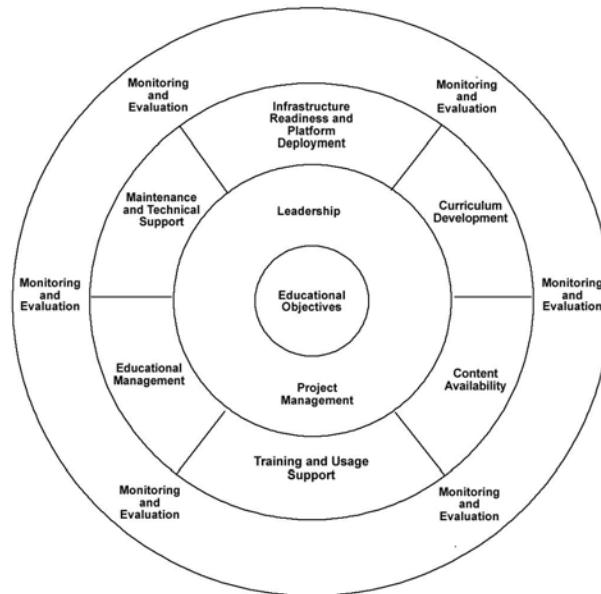 Monitoring
and
Evaluation
Monitoring
and
Evaluation
Infrastructure
Readiness and
Platform
Deployment
Maintenance
and Technical
Support
Leadership
Curriculum
Development
Monitoring
and
Evaluation
Educational
Objectives
Monitoring
and
Evaluation
Educational
Management
Project
Management
Content
Availability
Training and Usage
Support
Monitoring
and
Evaluation
Monitoring
and
Evaluation